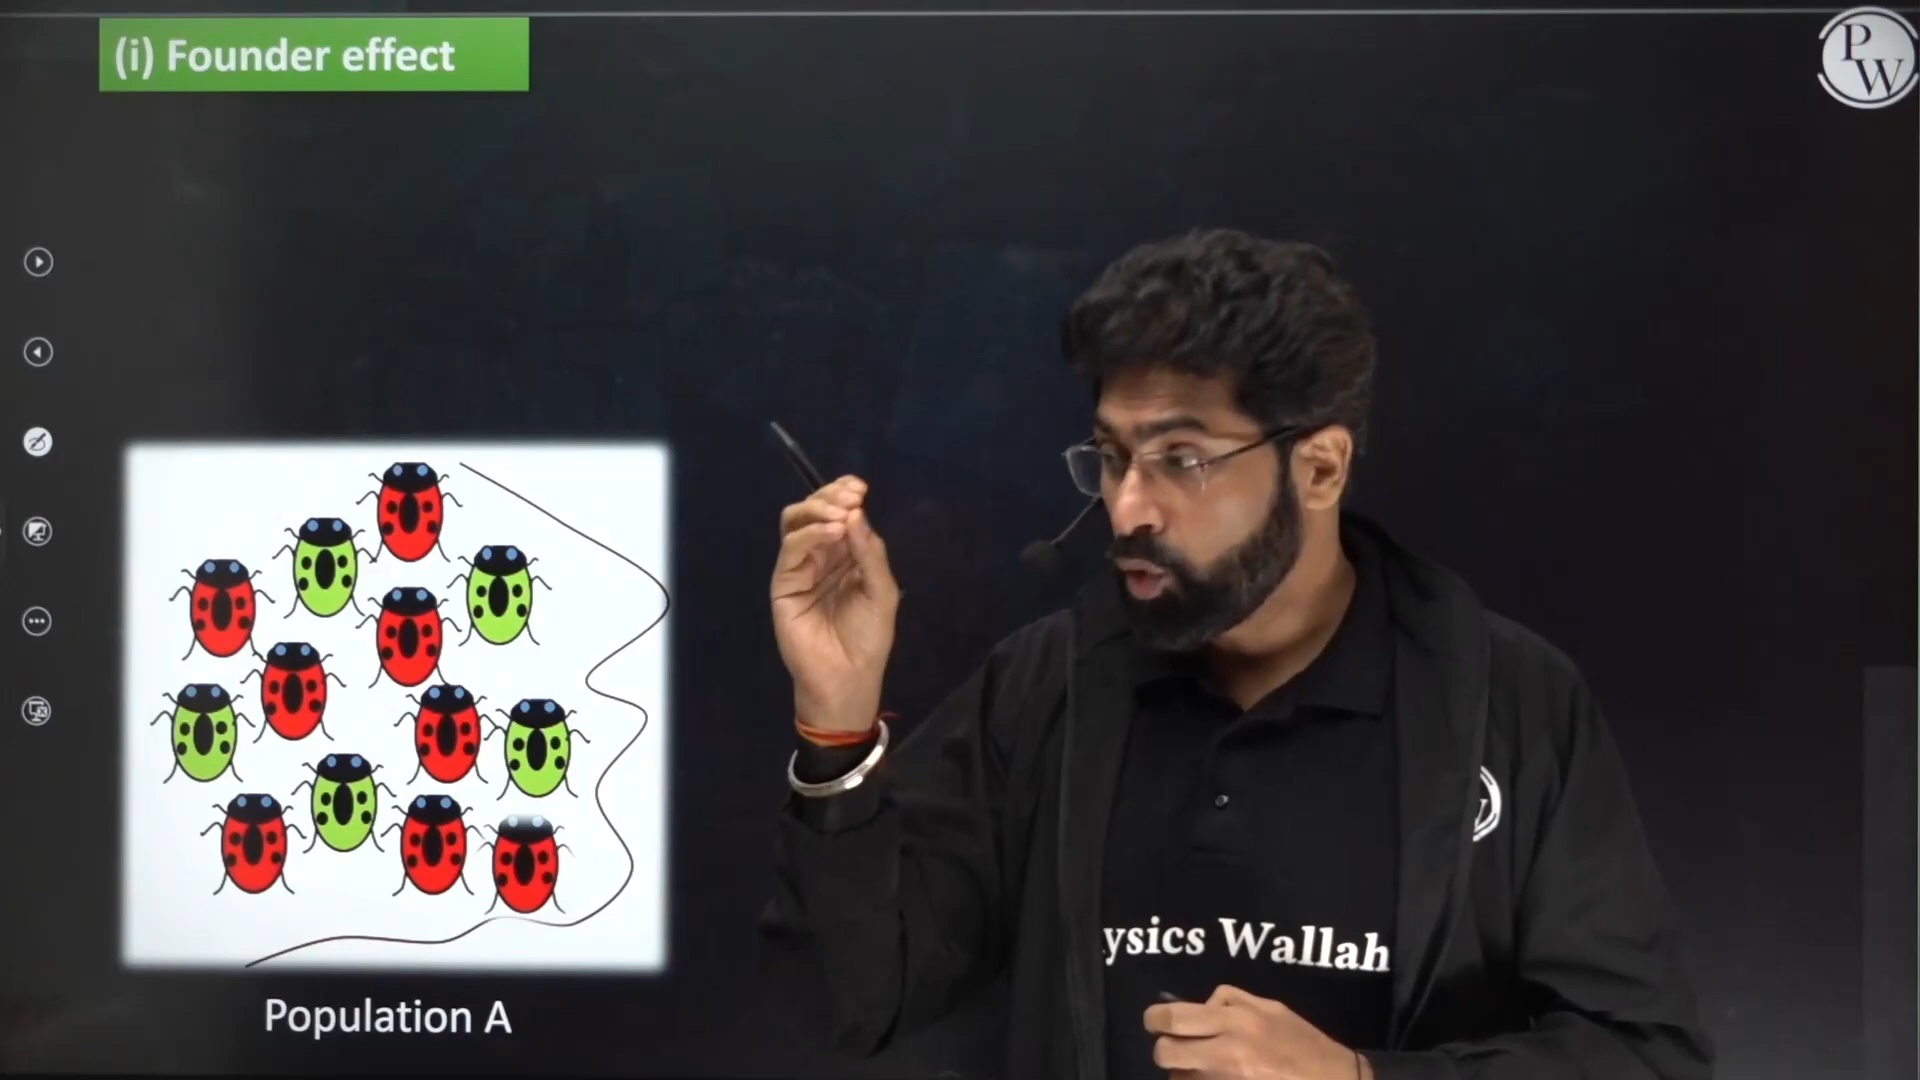 (i) Founder effect
P
W
ysics Wallah
Population A